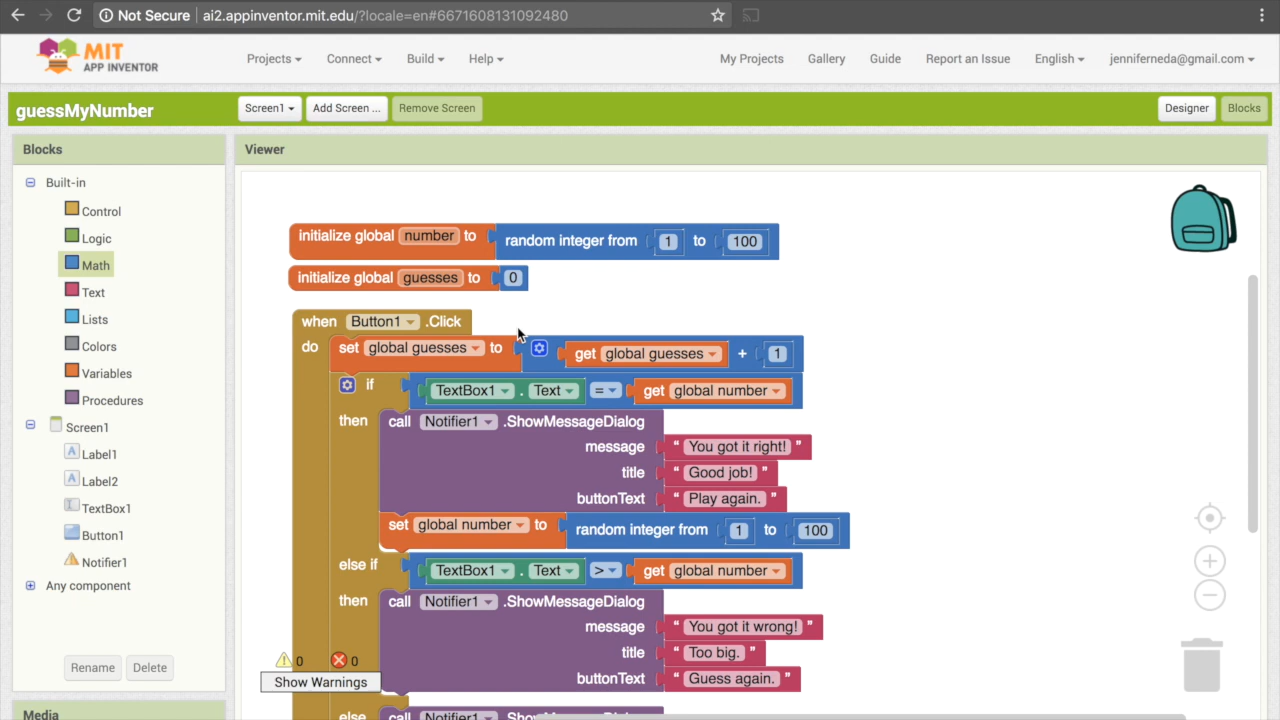 Not Secure ai2.appinventor.mit.edu/?locale=en#6671608131092480
MIT
APP INVENTOR
Projects Connect Build Help My Projects Gallery Guide Report an Issue English jenniferneda@gmail.com
guessMyNumber Screen1 Add Screen ... Remove Screen Designer Blocks
Blocks Viewer
Built-in
Control
Logic
Math
Text
Lists
Colors
Variables
Procedures
Screen1
Label1
Label2
TextBox1
Button1
Notifier1
Any component
Rename Delete
Media
initialize global number to random integer from 1 to 100
initialize global guesses to 0
when Button1 .Click
do set global guesses to get global guesses + 1
if TextBox1 . Text = get global number
then call Notifier1 .ShowMessageDialog
message “ You got it right! ”
title “ Good job! ”
buttonText “ Play again. ”
set global number to random integer from 1 to 100
else if TextBox1 . Text > get global number
then call Notifier1 .ShowMessageDialog
message “ You got it wrong! ”
title “ Too big. ”
buttonText “ Guess again. ”
0 0
Show Warnings
else call Notifier1